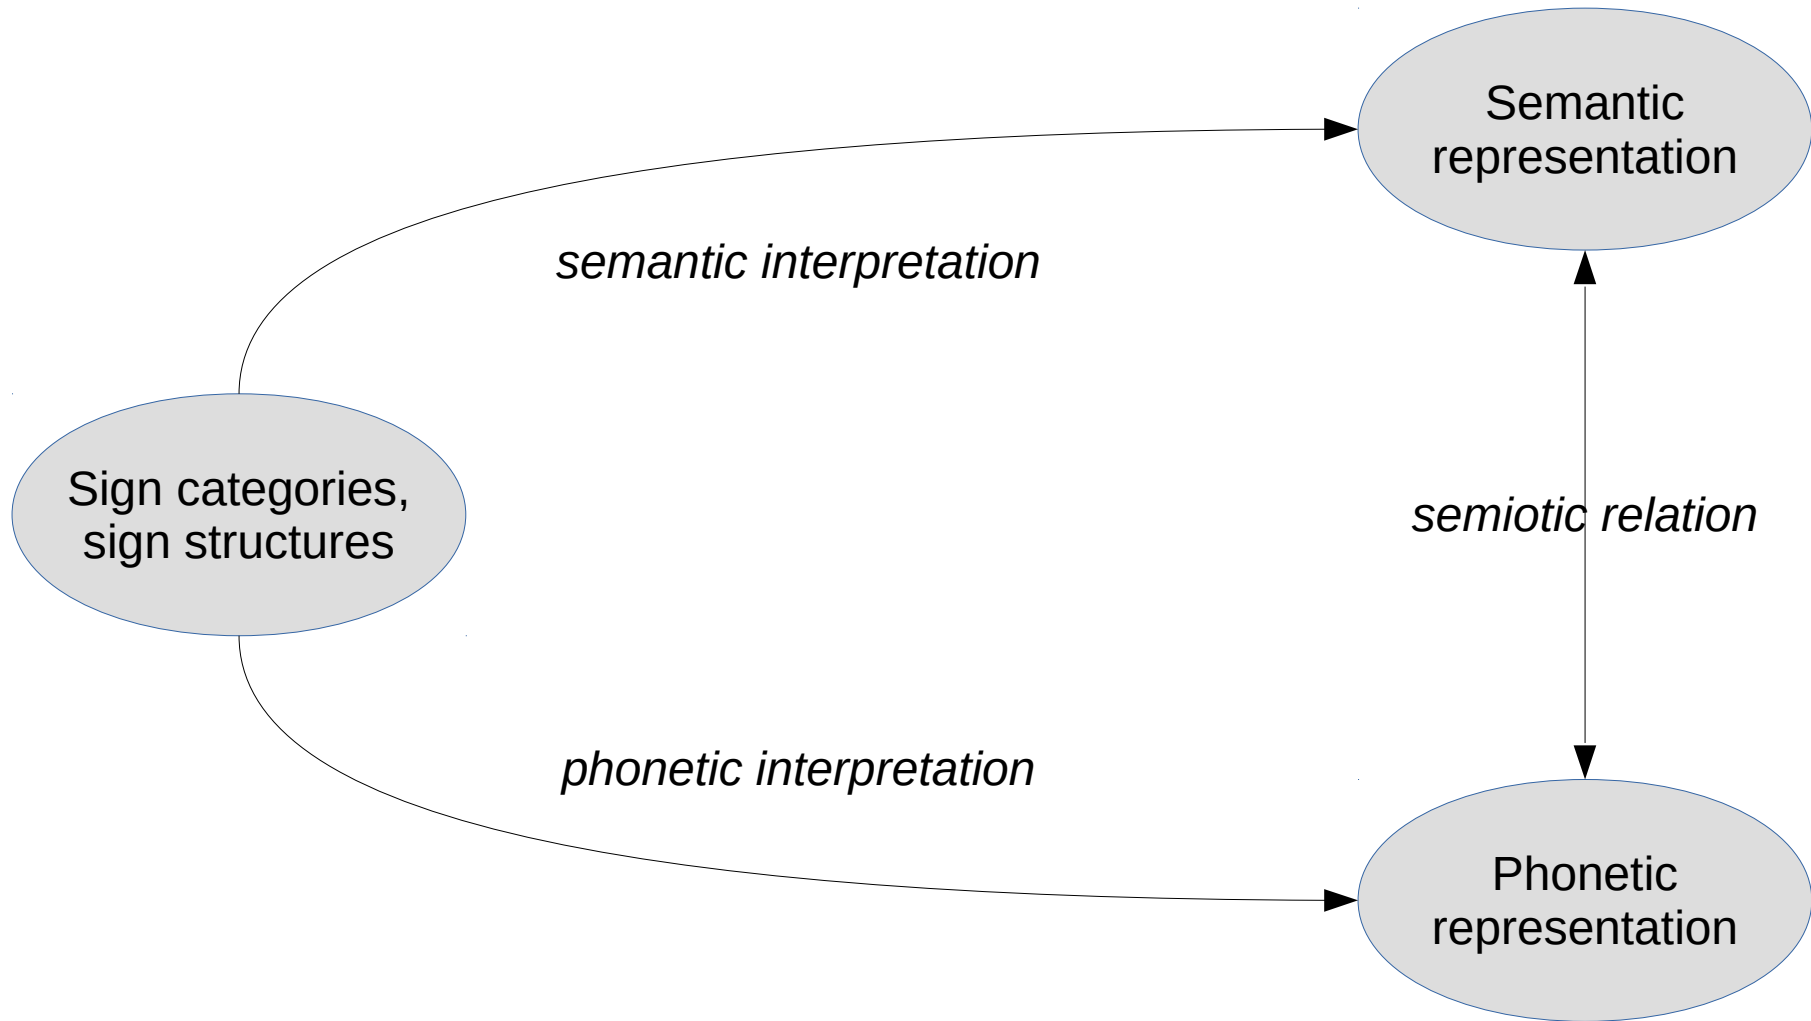 Semantic
representation
semantic interpretation
Sign categories,
sign structures
semiotic relation
phonetic interpretation
Phonetic
representation